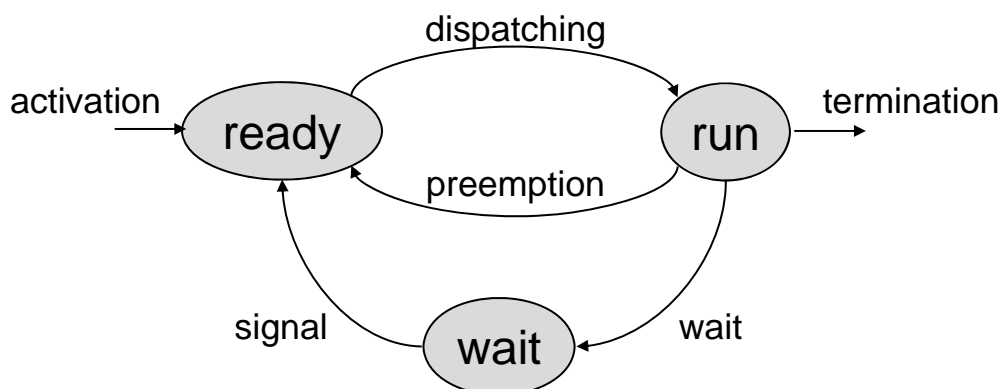 dispatching
activation
termination
ready
run
preemption
signal
wait
wait